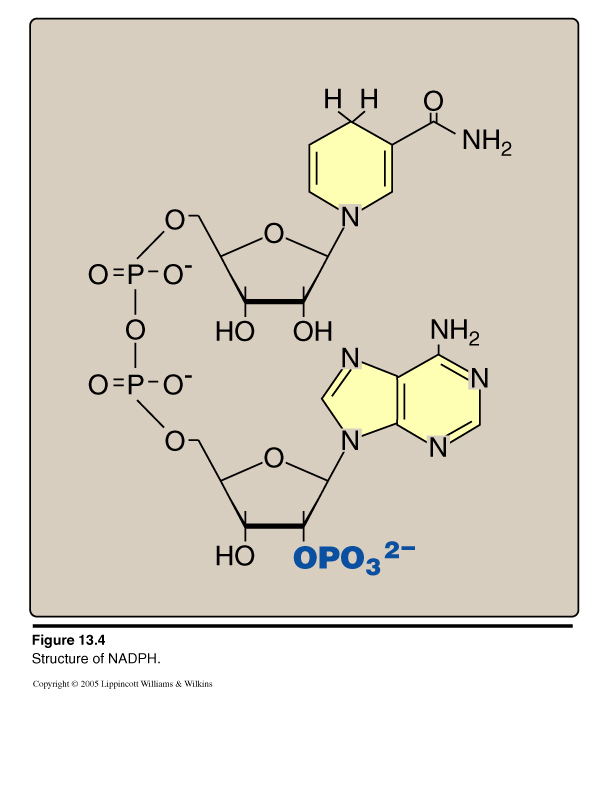 H H O
NH2
N
O O
O=P-O-
HO OH
O
NH2
N N
O=P-O-
N N
O O
HO OPO3 2–
Figure 13.4
Structure of NADPH.
Copyright © 2005 Lippincott Williams & Wilkins